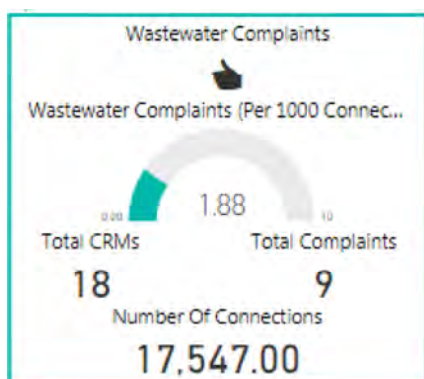 Wastewater Complaints
Wastewater Complaints (Per 1000 Connec...
1.88
0.00 10
Total CRMs Total Complaints
18 9
Number Of Connections
17,547.00